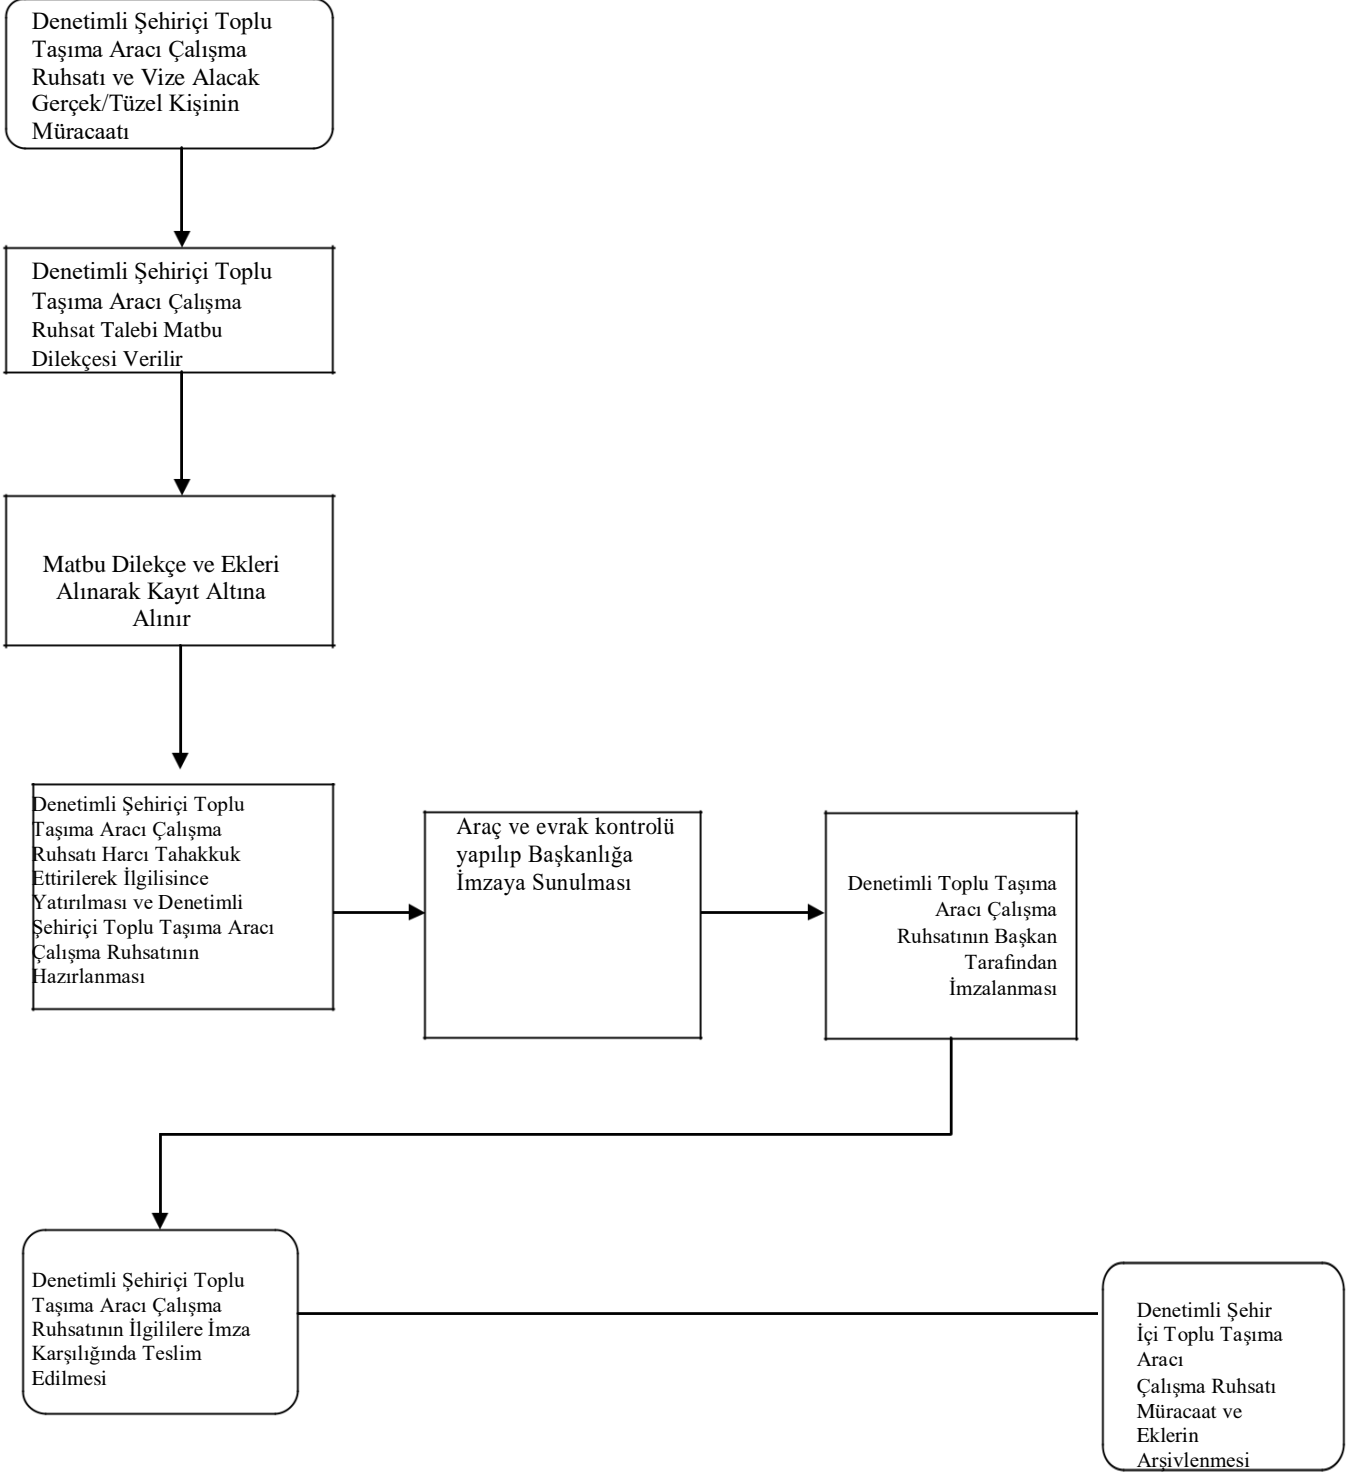 Denetimli Şehiriçi Toplu
Taşıma Aracı Çalışma
Ruhsatı ve Vize Alacak
Gerçek/Tüzel Kişinin
Müracaatı
Denetimli Şehiriçi Toplu
Taşıma Aracı Çalışma
Ruhsat Talebi Matbu
Dilekçesi Verilir
Matbu Dilekçe ve Ekleri
Alınarak Kayıt Altına
Alınır
Denetimli Şehiriçi Toplu
Taşıma Aracı Çalışma
Ruhsatı Harcı Tahakkuk
Ettirilerek İlgilisince
Yatırılması ve Denetimli
Şehiriçi Toplu Taşıma Aracı
Çalışma Ruhsatının
Hazırlanması
Araç ve evrak kontrolü
yapılıp Başkanlığa
İmzaya Sunulması
Denetimli Toplu Taşıma
Aracı Çalışma
Ruhsatının Başkan
Tarafından
İmzalanması
Denetimli Şehiriçi Toplu
Taşıma Aracı Çalışma
Ruhsatının İlgililere İmza
Karşılığında Teslim
Edilmesi
Denetimli Şehir
İçi Toplu Taşıma
Aracı
Çalışma Ruhsatı
Müracaat ve
Eklerin
Arşivlenmesi